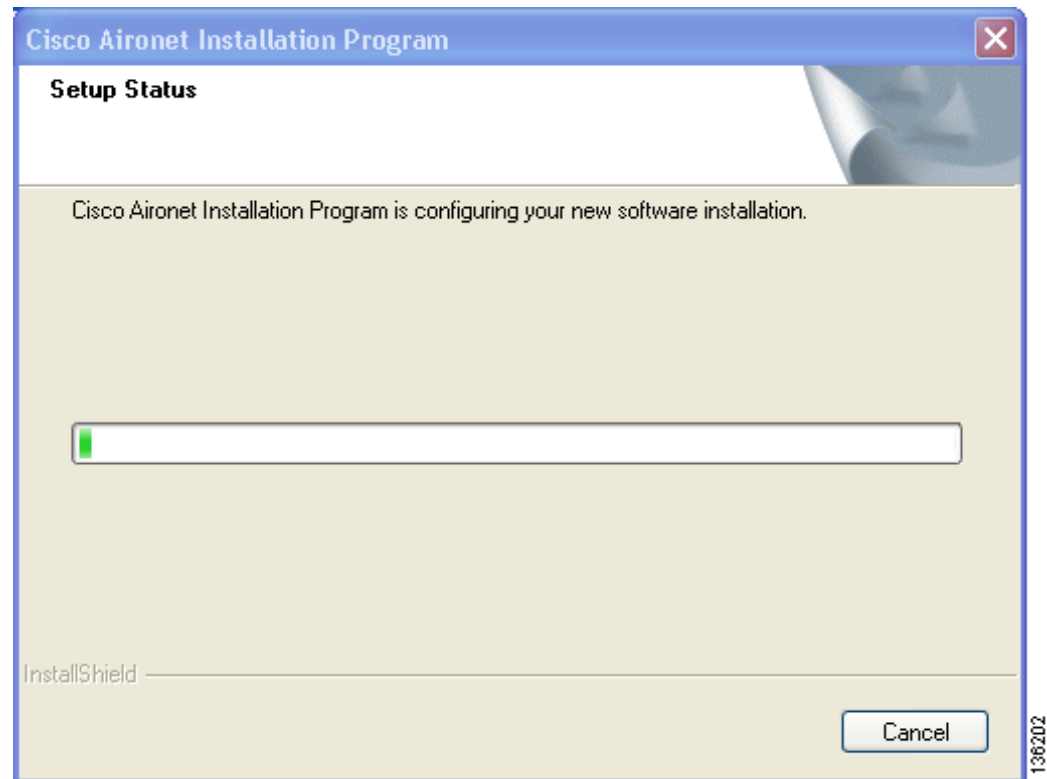 Cisco Aironet Installation Program
Setup Status
Cisco Aironet Installation Program is configuring your new software installation.
InstallShield
Cancel
136202